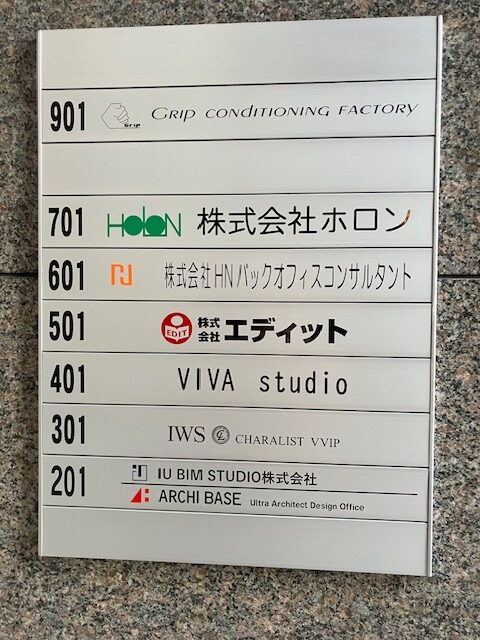 901 Grip GRIP CONDITIONING FACTORY
701 HOLON 株式会社ホロン
601 株式会社HNバックオフィスコンサルタント
501 EDIT 株式会社エディット
401 VIVA studio
301 IWS CHARALIST VVIP
201 IU BIM STUDIO株式会社
ARCHI BASE Ultra Architect Design Office